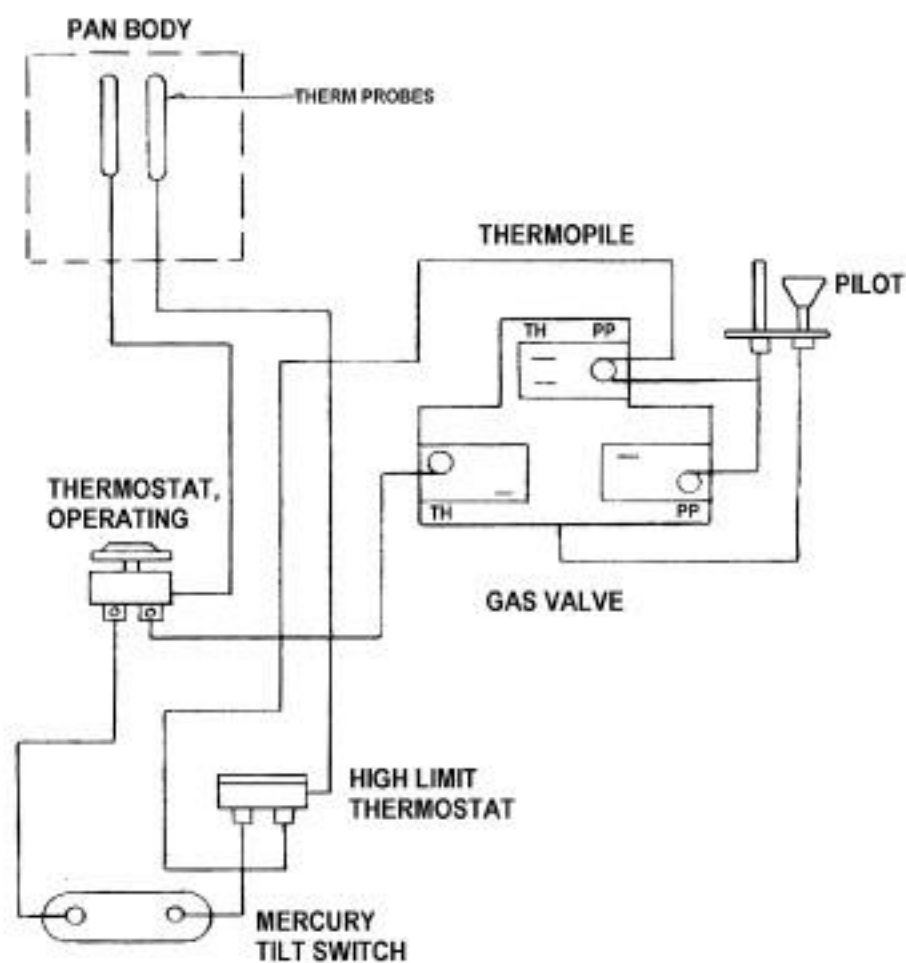 PAN BODY
THERM PROBES
THERMOPILE
PILOT
TH PP
THERMOSTAT,
OPERATING
TH
PP
GAS VALVE
HIGH LIMIT
THERMOSTAT
MERCURY
TILT SWITCH